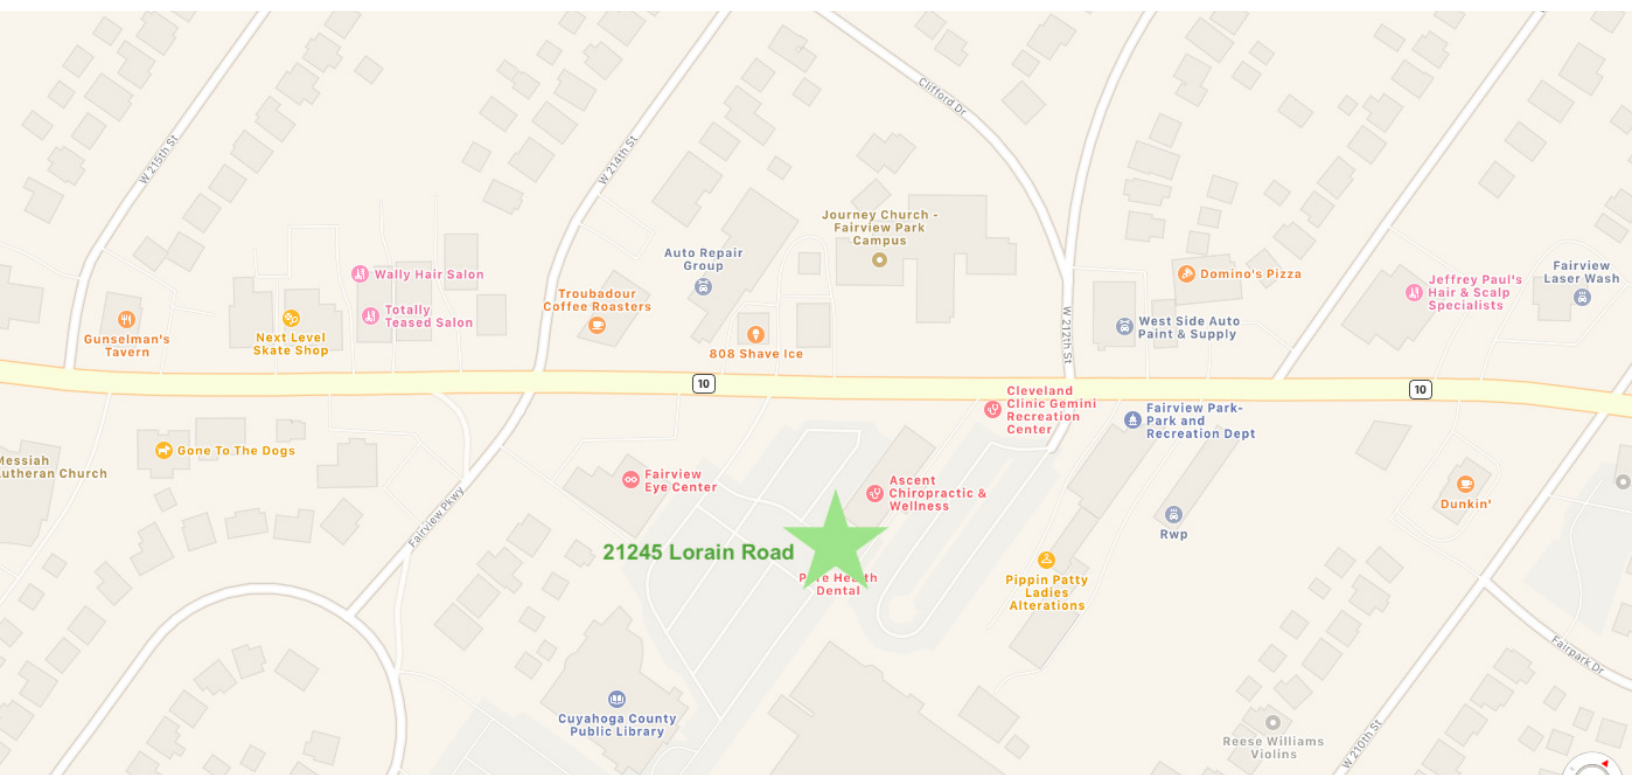 Clifford Dr
W 215th St
W 214th St
Journey Church -
Fairview Park
Campus
Auto Repair
Group
Wally Hair Salon
Domino's Pizza
Fairview
Laser Wash
Jeffrey Paul's
Hair & Scalp
Specialists
Troubadour
Coffee Roasters
Totally
Teased Salon
W 212th St
West Side Auto
Paint & Supply
Gunselman's
Tavern
Next Level
Skate Shop
808 Shave Ice
10
10
Cleveland
Clinic Gemini
Recreation
Center
Fairview Park-
Park and
Recreation Dept
Gone To The Dogs
Messiah
utheran Church
Fairview
Eye Center
Ascent
Chiropractic &
Wellness
Dunkin'
Fairview Pkwy
Rwp
21245 Lorain Road
P re He th
Dental
Pippin Patty
Ladies
Alterations
Fairpark Dr
Cuyahoga County
Public Library
W 210th St
Reese Williams
Violins